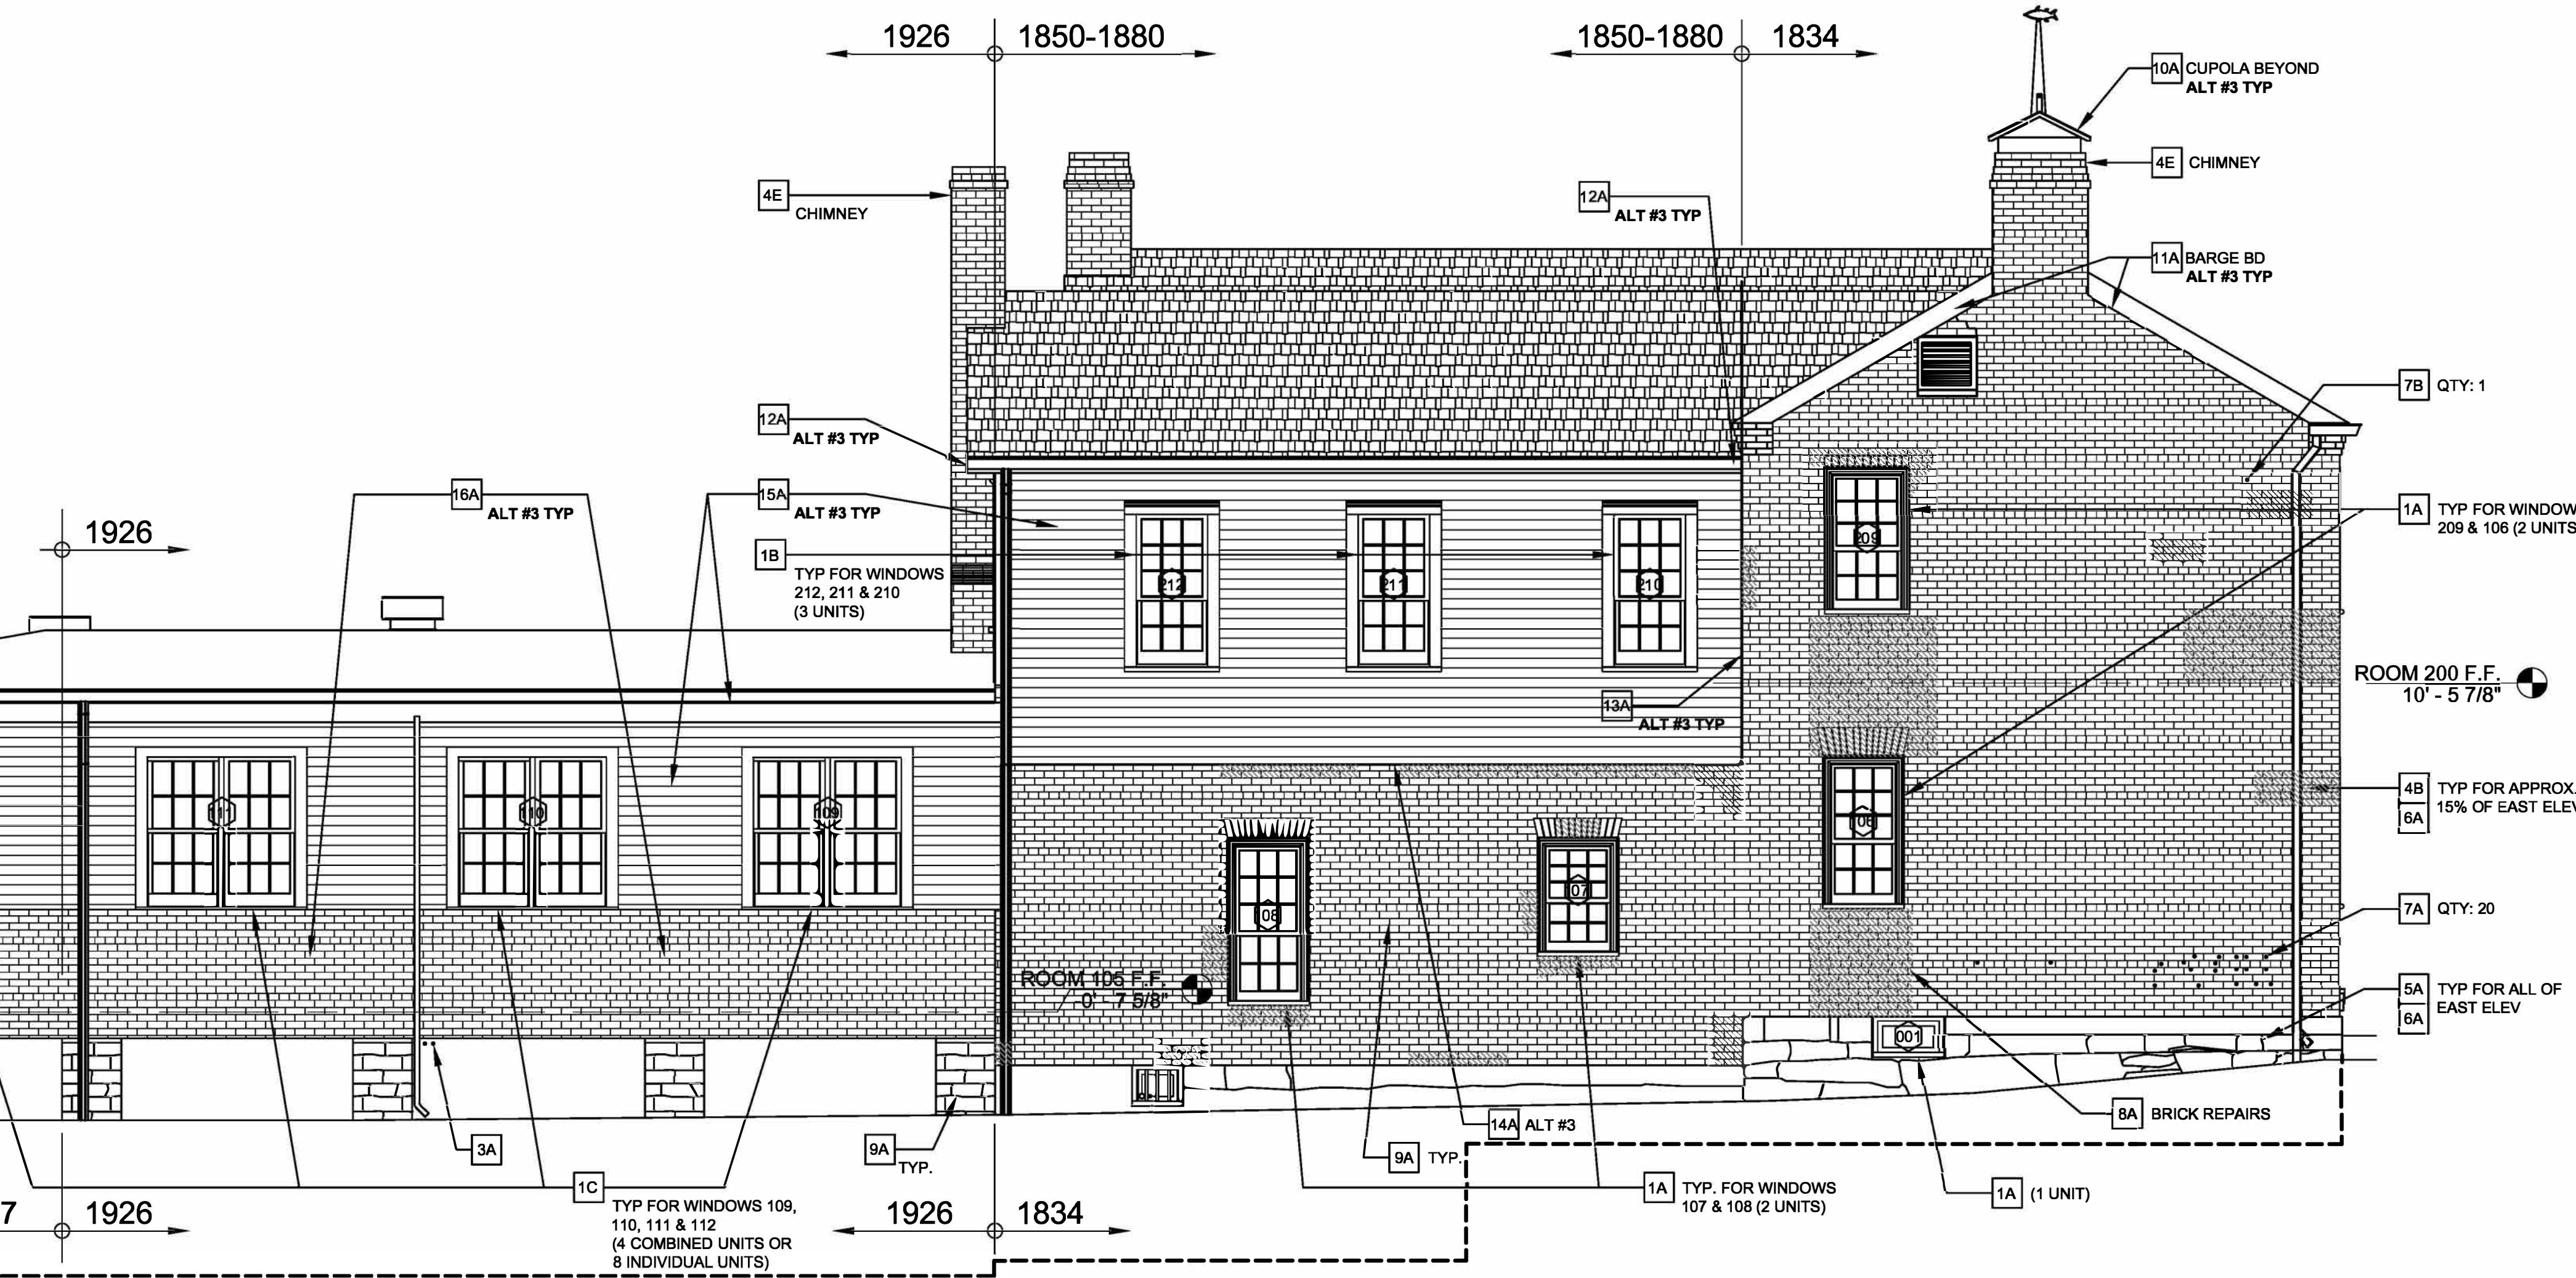 1926
1850-1880
1850-1880
1834
10A CUPOLA BEYOND
ALT #3 TYP
4E CHIMNEY
4E
CHIMNEY
12A
ALT #3 TYP
11A BARGE BD
ALT #3 TYP
7B QTY: 1
12A
ALT #3 TYP
16A
ALT #3 TYP
15A
ALT #3 TYP
1A TYP FOR WINDOW
209 & 106 (2 UNITS
1926
1B
TYP FOR WINDOWS
212, 211 & 210
(3 UNITS)
212
211
210
209
ROOM 200 F.F.
10' - 5 7/8"
13A
ALT #3 TYP
4B TYP FOR APPROX.
6A 15% OF EAST ELEV
111
110
109
106
108
107
7A QTY: 20
ROOM 105 F.F.
-0' - 7 5/8"
5A TYP FOR ALL OF
6A EAST ELEV
001
8A BRICK REPAIRS
14A ALT #3
3A
9A
TYP.
9A TYP.
1C
TYP FOR WINDOWS 109,
110, 111 & 112
(4 COMBINED UNITS OR
8 INDIVIDUAL UNITS)
1A TYP. FOR WINDOWS
107 & 108 (2 UNITS)
1A (1 UNIT)
7
1926
1926
1834